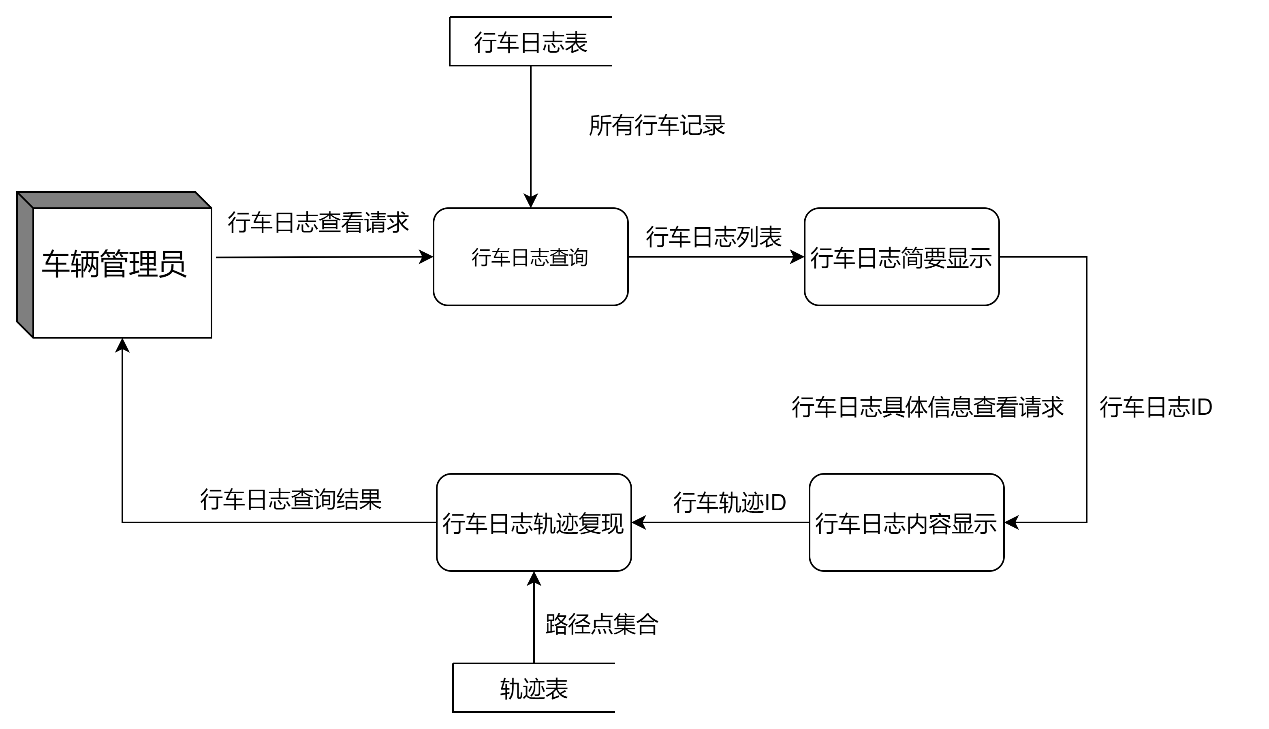 行车日志表
所有行车记录
行车日志查看请求
车辆管理员
行车日志查询
行车日志列表
行车日志简要显示
行车日志具体信息查看请求
行车日志ID
行车日志查询结果
行车日志轨迹复现
行车轨迹ID
行车日志内容显示
路径点集合
轨迹表